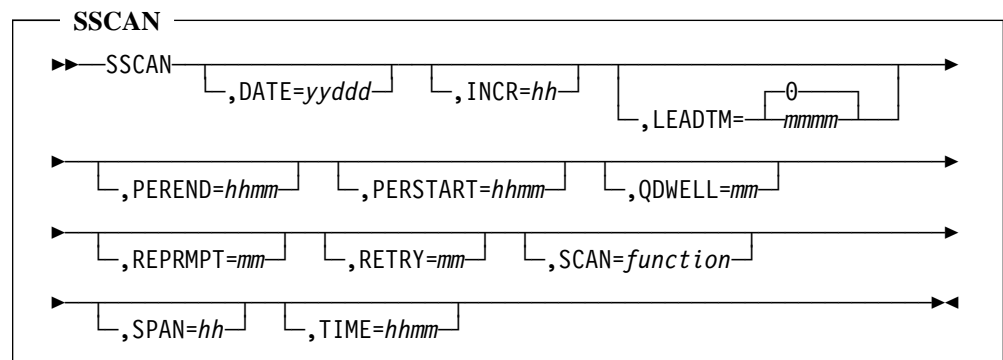 SSCAN
SSCAN ,DATE=yyddd ,INCR=hh ,LEADTM= 0 mmmm
,PEREND=hhmm ,PERSTART=hhmm ,QDWELL=mm
,REPRMPT=mm ,RETRY=mm ,SCAN=function
,SPAN=hh ,TIME=hhmm